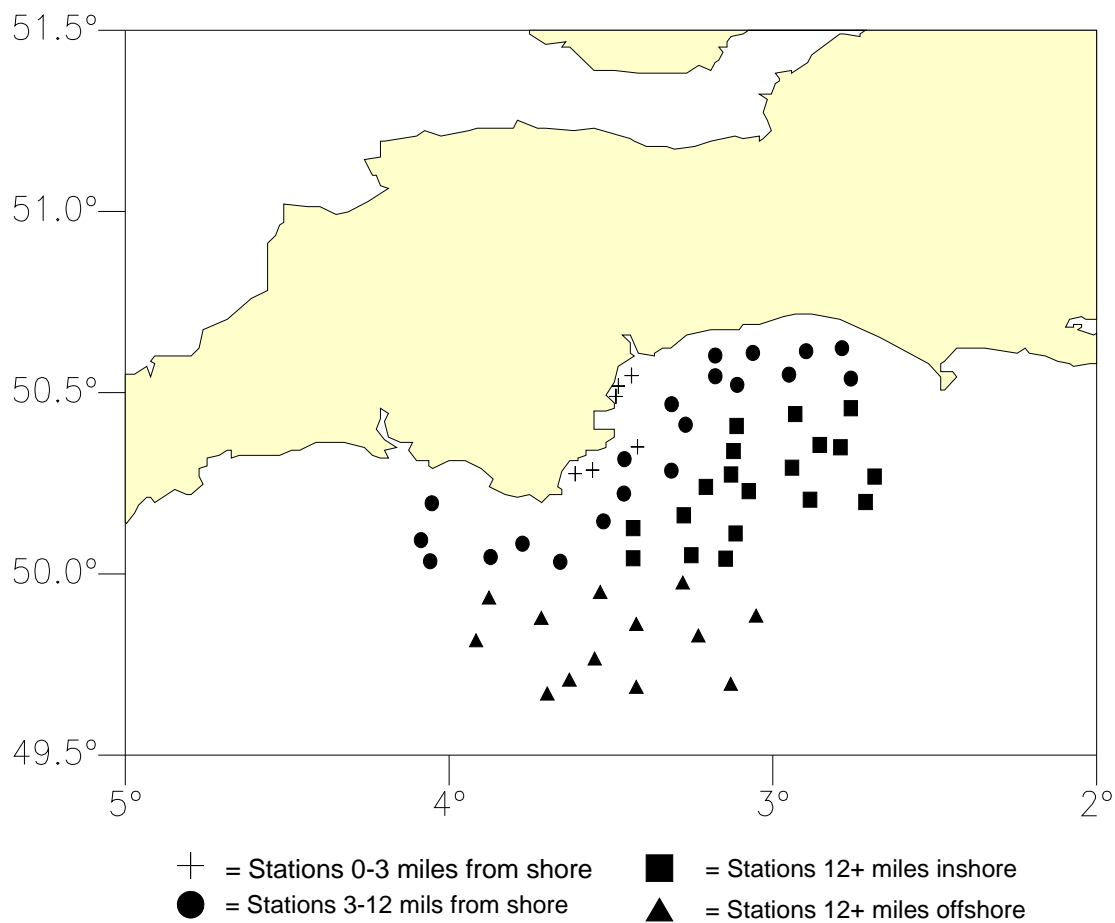 51.5°
51.0°
50.5°
50.0°
49.5°
5° 4° 3° 2°
= Stations 0-3 miles from shore
= Stations 12+ miles inshore
= Stations 3-12 mils from shore
= Stations 12+ miles offshore